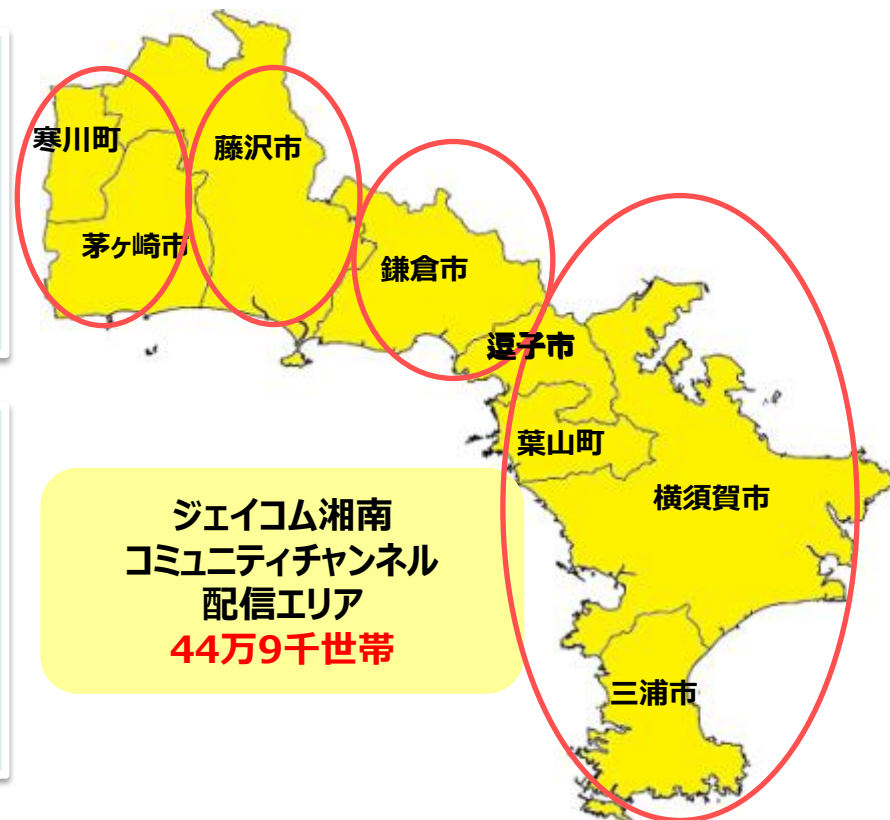 寒川町
藤沢市
茅ヶ崎市
鎌倉市
逗子市
葉山町
横須賀市
三浦市
ジェイコム湘南
コミュニティチャンネル
配信エリア
44万9千世帯